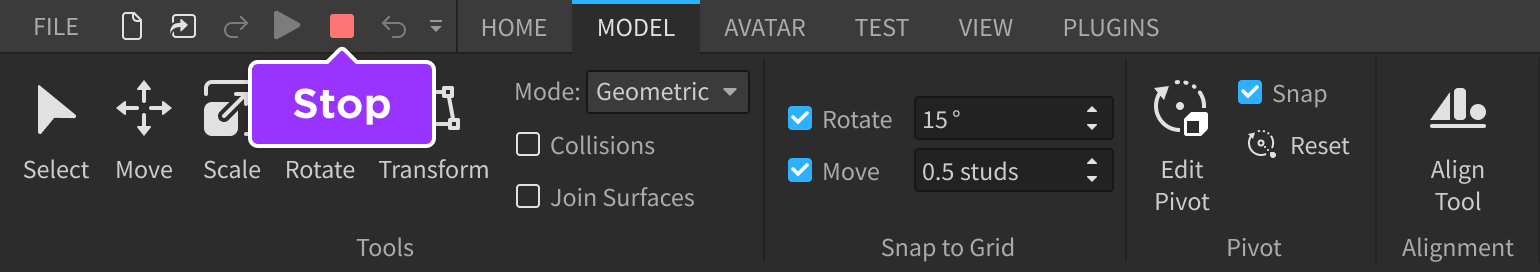 FILE
HOME
MODEL
AVATAR
TEST
VIEW
PLUGINS
Stop
Select
Move
Scale
Rotate
Transform
Mode: Geometric
Collisions
Join Surfaces
Tools
Rotate 15°
Move 0.5 studs
Snap to Grid
Edit
Pivot
Snap
Reset
Pivot
Align
Tool
Alignment